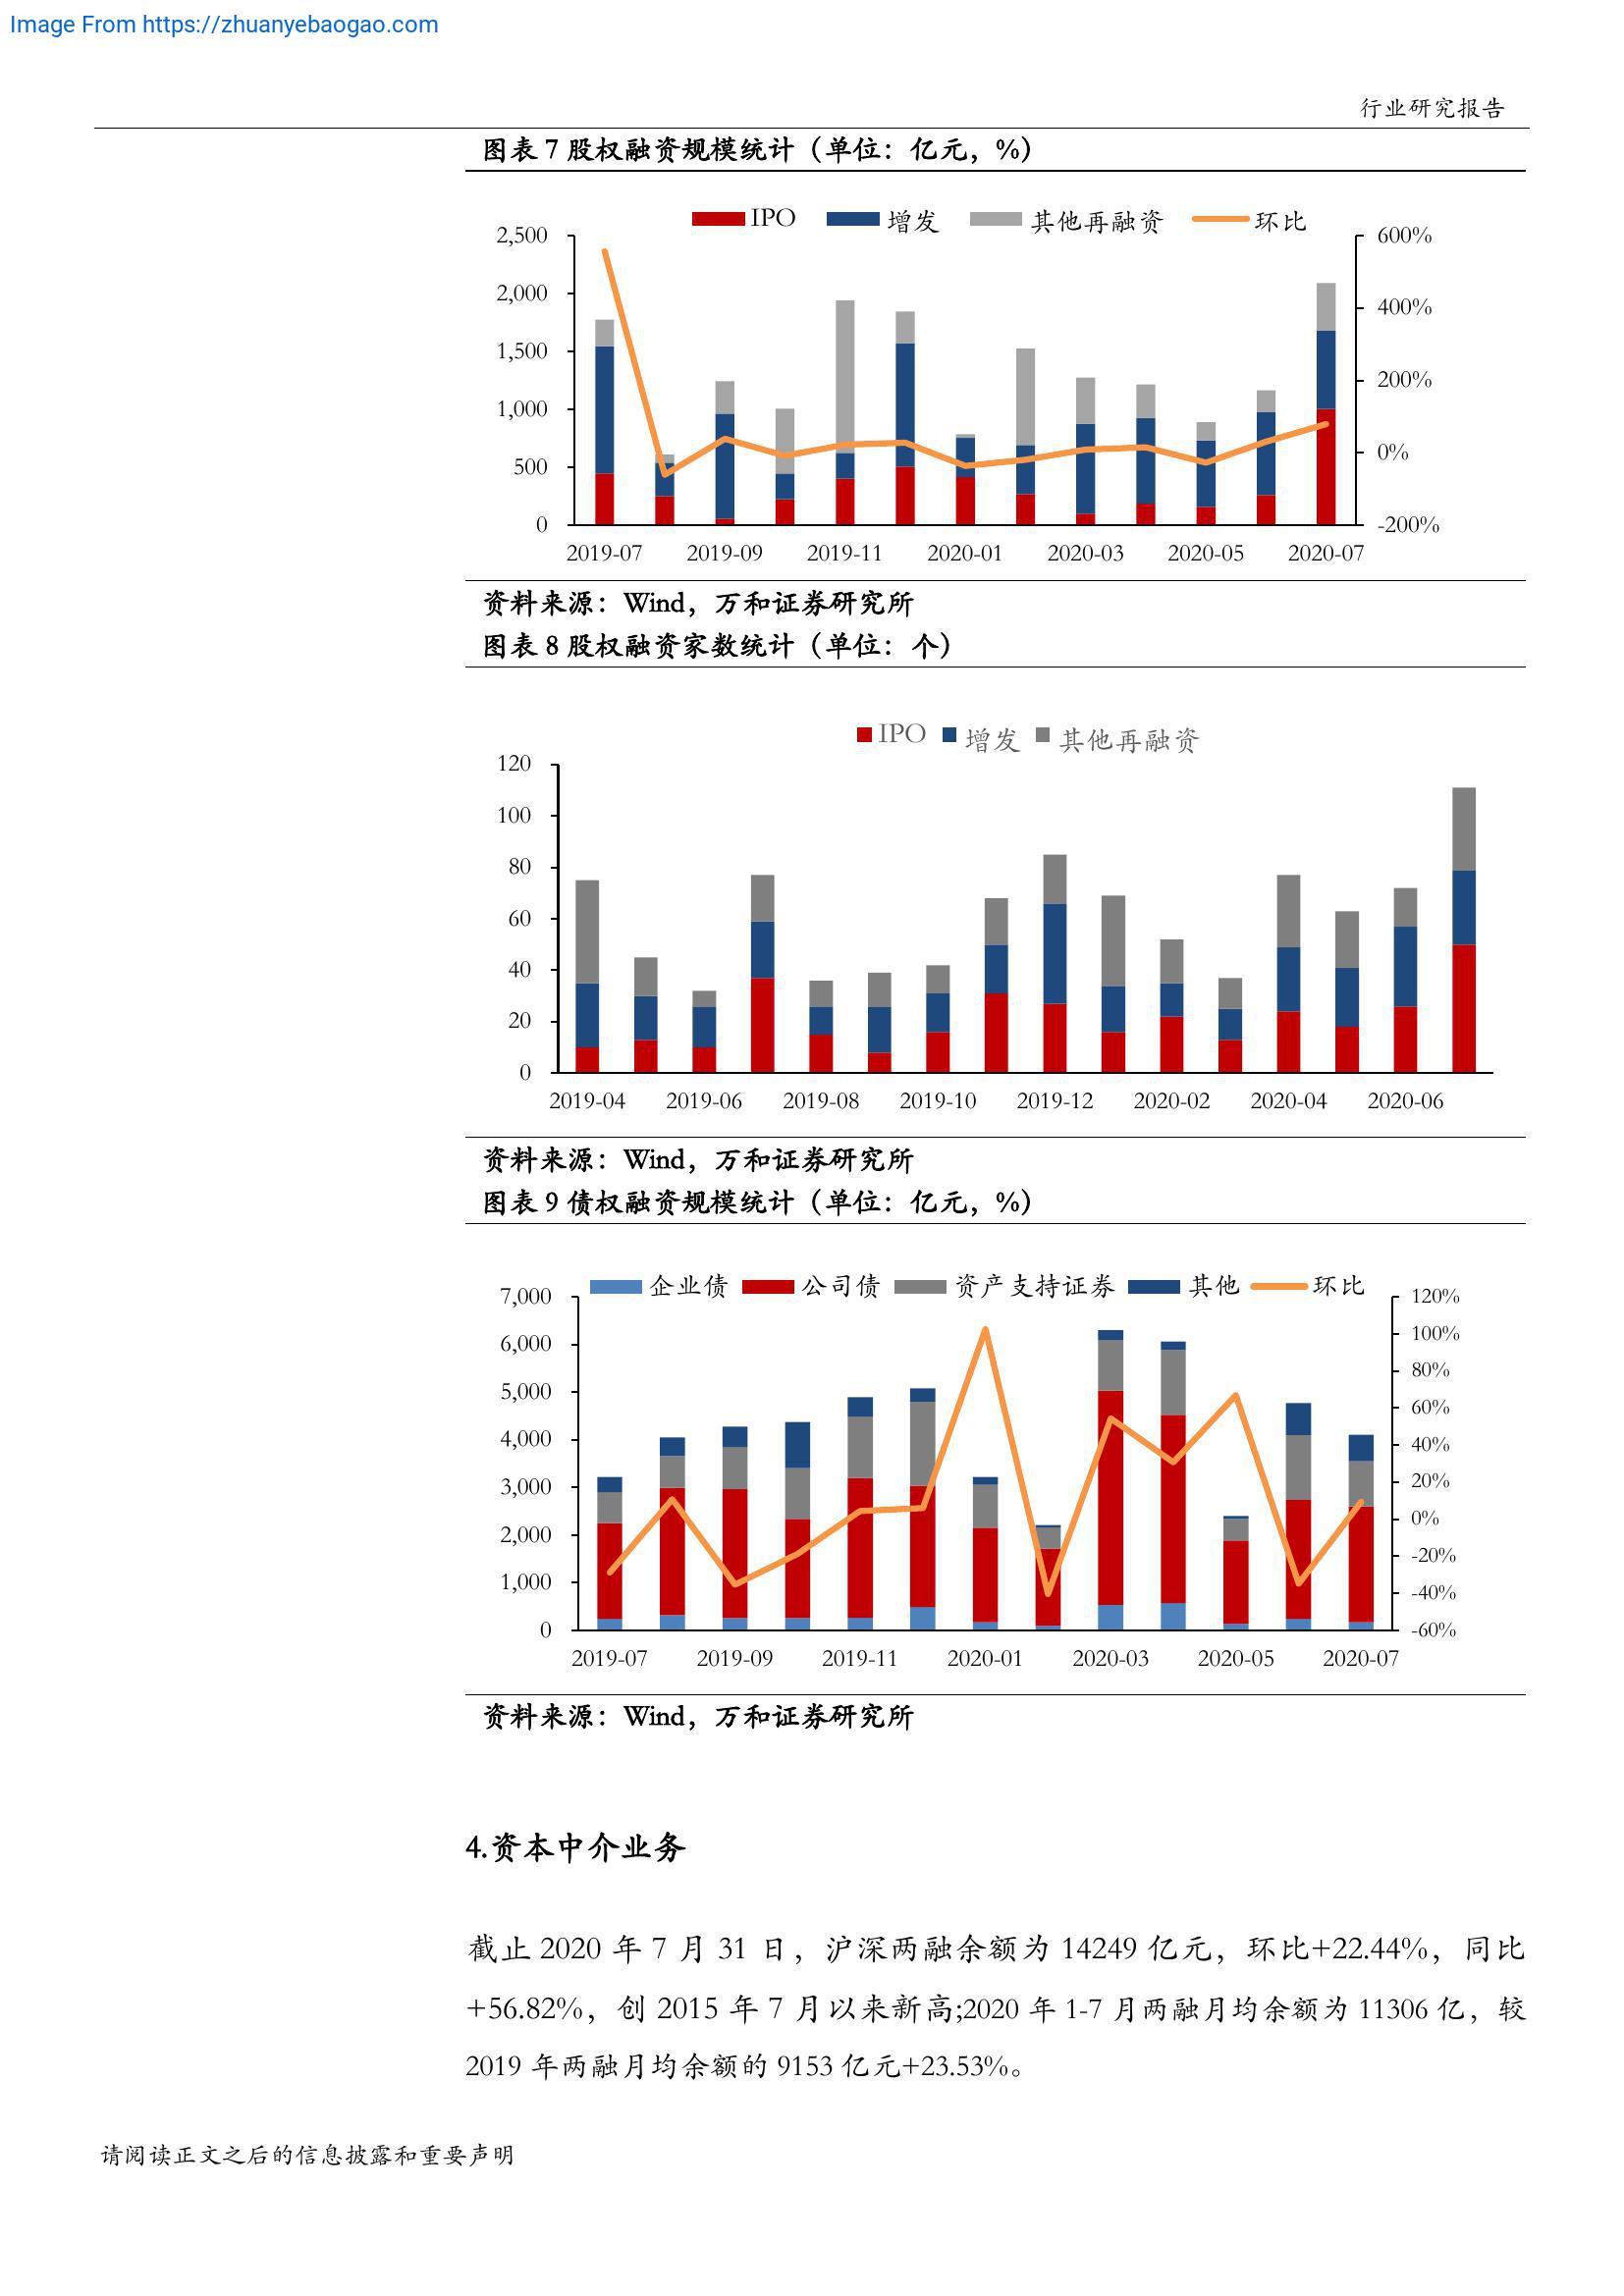 Image From https://zhuanyebaogao.com
行业研究报告
图表 7 股权融资规模统计（单位：亿元，%）
IPO 增发 其他再融资 环比
2,500 600%
2,000 400%
1,500 200%
1,000 0%
500 -200%
0
2019-07 2019-09 2019-11 2020-01 2020-03 2020-05 2020-07
资料来源：Wind，万和证券研究所
图表 8 股权融资家数统计（单位：个）
IPO 增发 其他再融资
120
100
80
60
40
20
0
2019-04 2019-06 2019-08 2019-10 2019-12 2020-02 2020-04 2020-06
资料来源：Wind，万和证券研究所
图表 9 债权融资规模统计（单位：亿元，%）
企业债 公司债 资产支持证券 其他 环比
7,000 120%
6,000 100%
5,000 80%
4,000 60%
3,000 40%
2,000 20%
1,000 0%
0 -20%
-40%
-60%
2019-07 2019-09 2019-11 2020-01 2020-03 2020-05 2020-07
资料来源：Wind，万和证券研究所
4.资本中介业务
截止 2020 年 7 月 31 日，沪深两融余额为 14249 亿元，环比+22.44%，同比
+56.82%，创 2015 年 7 月以来新高;2020 年 1-7 月两融月均余额为 11306 亿，较
2019 年两融月均余额的 9153 亿元+23.53%。
请阅读正文之后的信息披露和重要声明